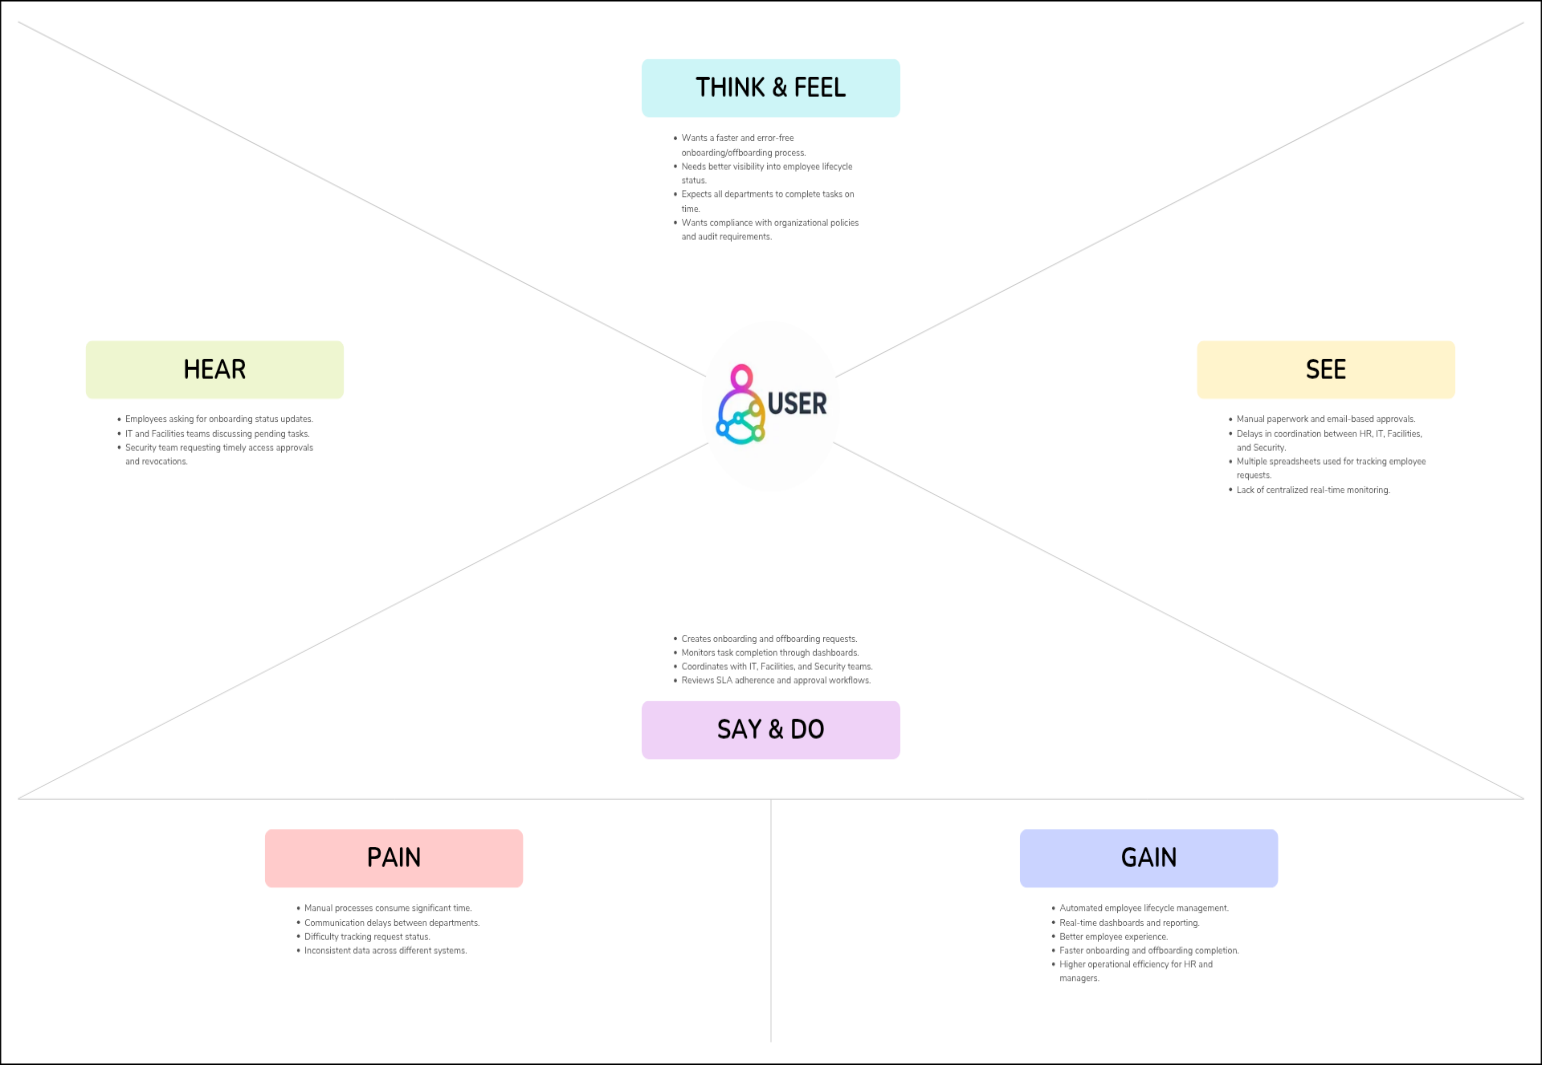 THINK & FEEL
• Wants a faster and error-free
onboarding/offboarding process.
• Needs better visibility into employee lifecycle
status.
• Expects all departments to complete tasks on
time.
• Wants compliance with organizational policies
and audit requirements.
HEAR
• Employees asking for onboarding status updates.
• IT and Facilities teams discussing pending tasks.
• Security team requesting timely access approvals
and revocations.
USER
SEE
• Manual paperwork and email-based approvals.
• Delays in coordination between HR, IT, Facilities,
and Security.
• Multiple spreadsheets used for tracking employee
requests.
• Lack of centralized real-time monitoring.
• Creates onboarding and offboarding requests.
• Monitors task completion through dashboards.
• Coordinates with IT, Facilities, and Security teams.
• Reviews SLA adherence and approval workflows.
SAY & DO
PAIN
• Manual processes consume significant time.
• Communication delays between departments.
• Difficulty tracking request status.
• Inconsistent data across different systems.
GAIN
• Automated employee lifecycle management.
• Real-time dashboards and reporting.
• Better employee experience.
• Faster onboarding and offboarding completion.
• Higher operational efficiency for HR and
managers.